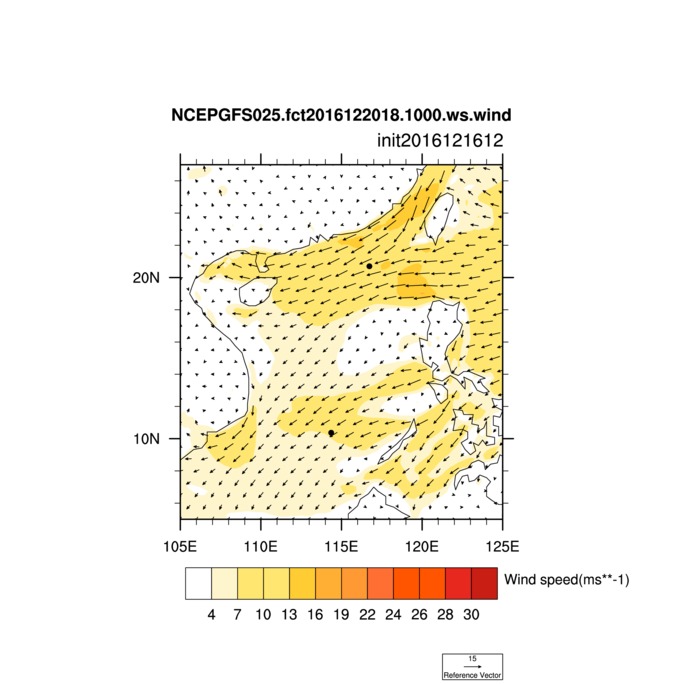 NCEPGFS025.fct2016122018.1000.ws.wind
init2016121612
20N
10N
105E 110E 115E 120E 125E
Wind speed(ms**-1)
4 7 10 13 16 19 22 24 26 28 30
15
Reference Vector